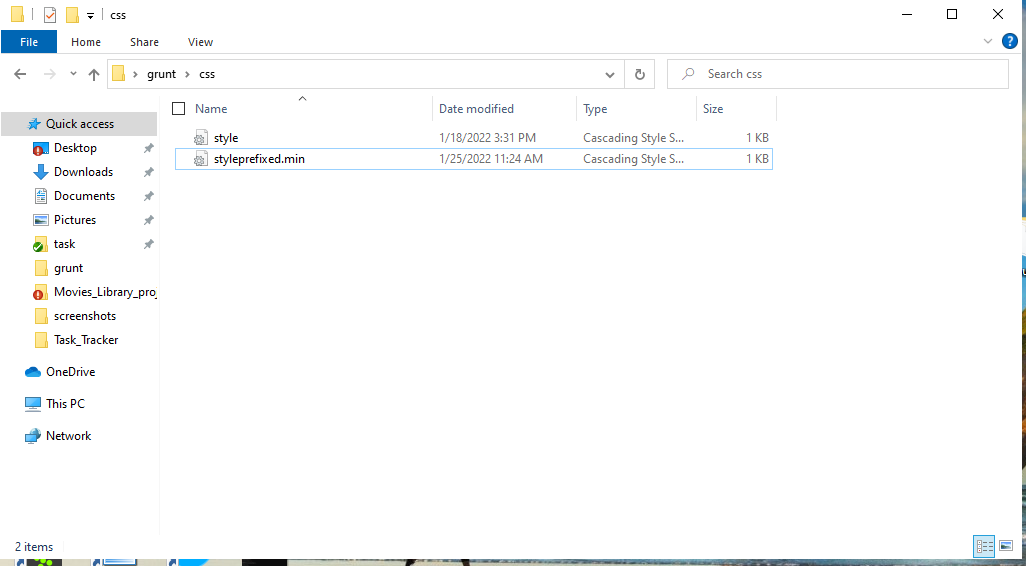 css
File Home Share View
grunt css
Search css
Name Date modified Type Size
style 1/18/2022 3:31 PM Cascading Style S... 1 KB
styleprefixed.min 1/25/2022 11:24 AM Cascading Style S... 1 KB
Quick access
Desktop
Downloads
Documents
Pictures
task
grunt
Movies_Library_proj
screenshots
Task_Tracker
OneDrive
This PC
Network
2 items